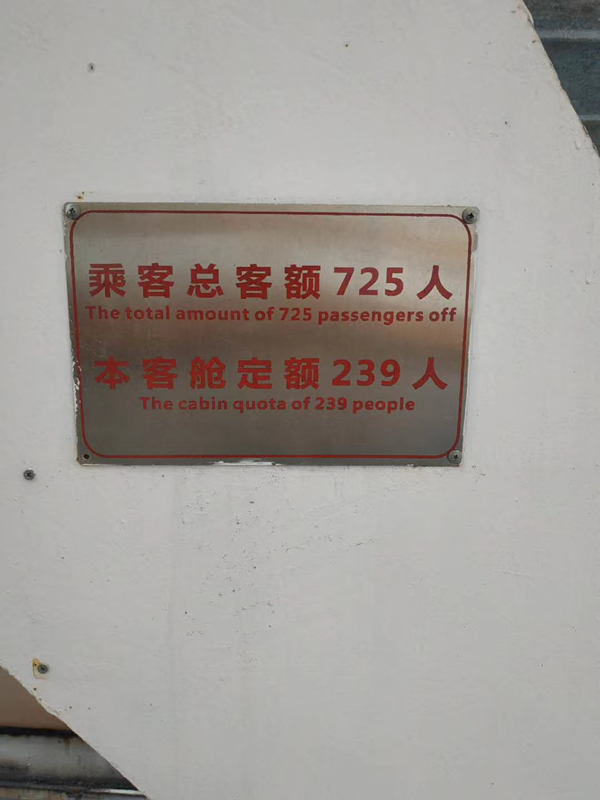 乘客总客额725人
The total amount of 725 passengers off
本客舱定额239人
The cabin quota of 239 people